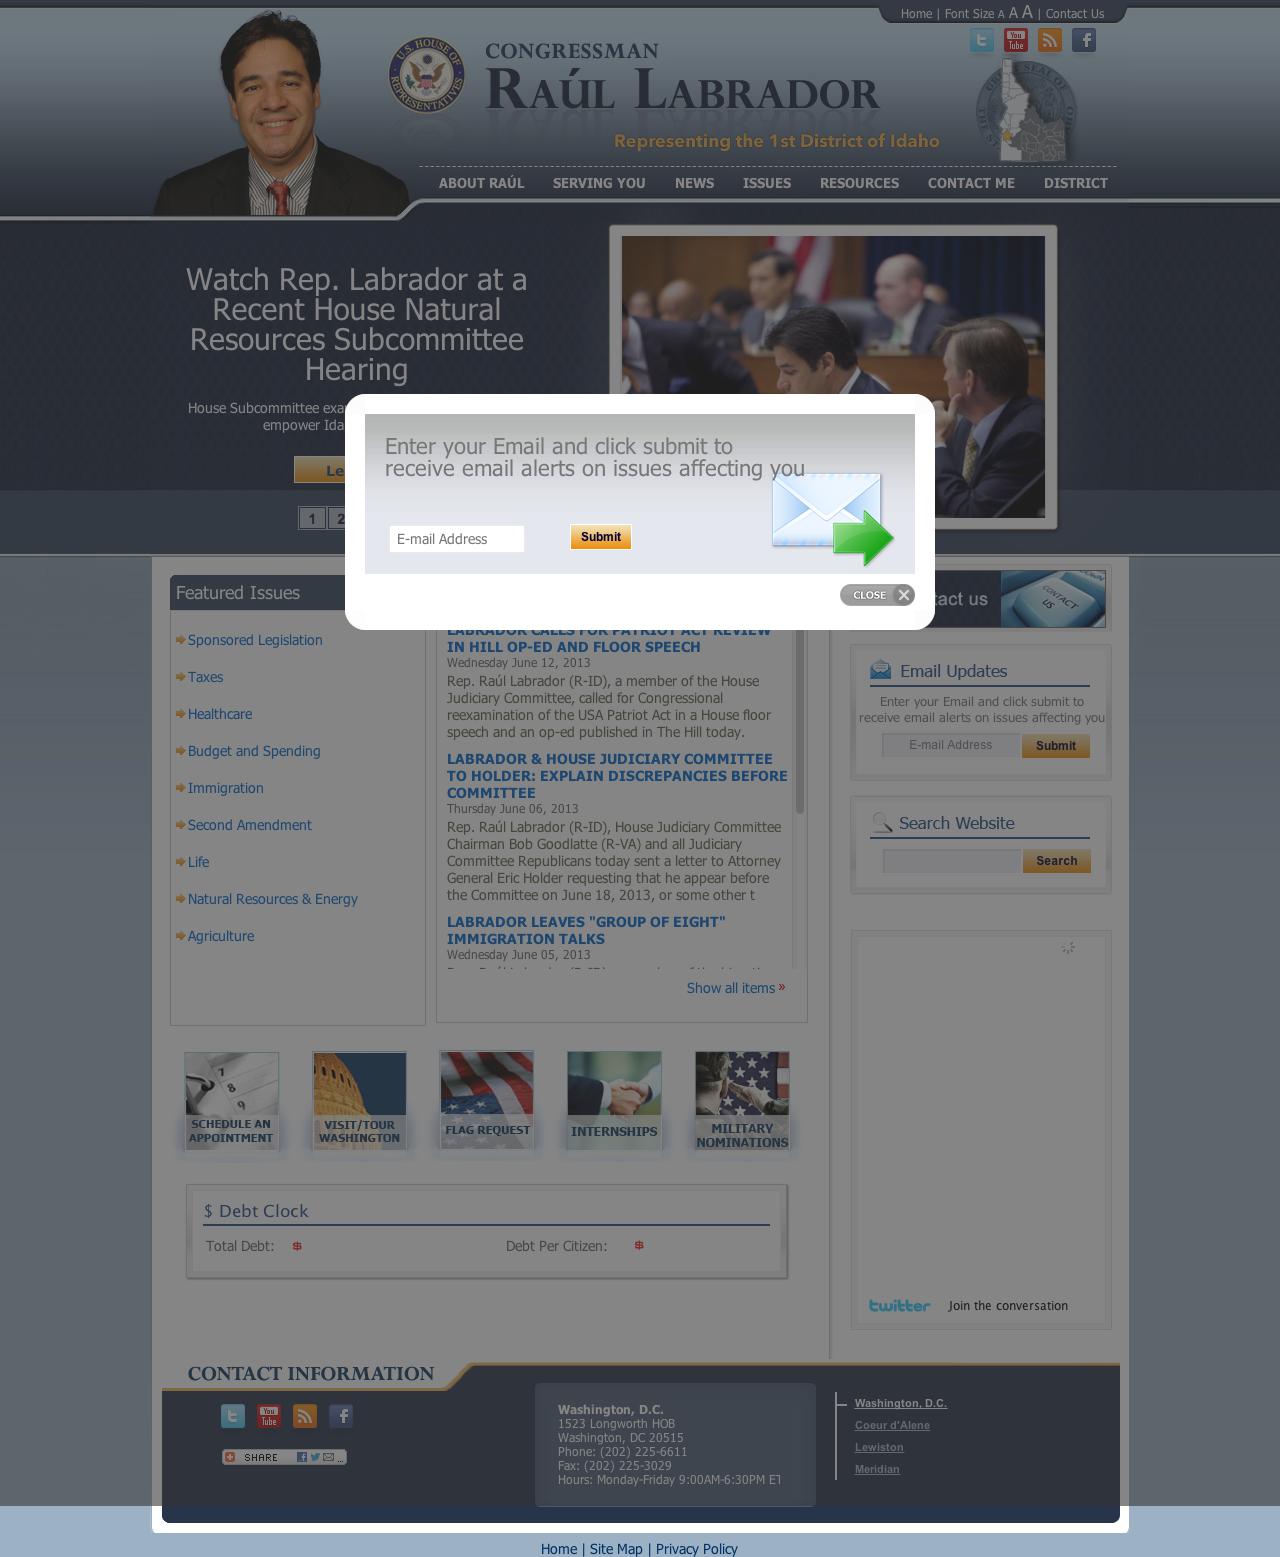 Home | Font Size A A A | Contact Us
U.S. HOUSE OF REPRESENTATIVES
CONGRESSMAN
RAÚL LABRADOR
Representing the 1st District of Idaho
ABOUT RAÚL SERVING YOU NEWS ISSUES RESOURCES CONTACT ME DISTRICT
Watch Rep. Labrador at a
Recent House Natural
Resources Subcommittee
Hearing
House Subcommittee
empower
1 2
Enter your Email and click submit to
receive email alerts on issues affecting you
E-mail Address Submit
CLOSE
Featured Issues
Sponsored Legislation
Taxes
Healthcare
Budget and Spending
Immigration
Second Amendment
Life
Natural Resources & Energy
Agriculture
LABRADOR CALLS FOR PATRIOT ACT REVIEW
IN HILL OP-ED AND FLOOR SPEECH
Wednesday June 12, 2013
Rep. Raúl Labrador (R-ID), a member of the House
Judiciary Committee, called for Congressional
reexamination of the USA Patriot Act in a House floor
speech and an op-ed published in The Hill today.
LABRADOR & HOUSE JUDICIARY COMMITTEE
TO HOLDER: EXPLAIN DISCREPANCIES BEFORE
COMMITTEE
Thursday June 06, 2013
Rep. Raúl Labrador (R-ID), House Judiciary Committee
Chairman Bob Goodlatte (R-VA) and all Judiciary
Committee Republicans today sent a letter to Attorney
General Eric Holder requesting that he appear before
the Committee on June 18, 2013, or some other t
LABRADOR LEAVES "GROUP OF EIGHT"
IMMIGRATION TALKS
Wednesday June 05, 2013
Show all items »
tact us
CONTACT US
Email Updates
Enter your Email and click submit to
receive email alerts on issues affecting you
E-mail Address Submit
Search Website
Search
SCHEDULE AN
APPOINTMENT
VISIT/TOUR
WASHINGTON
FLAG REQUEST
INTERNSHIPS
MILITARY
NOMINATIONS
$ Debt Clock
Total Debt: $ Debt Per Citizen: $
twitter Join the conversation
CONTACT INFORMATION
You Tube
SHARE ...
Washington, D.C.
1523 Longworth HOB
Washington, DC 20515
Phone: (202) 225-6611
Fax: (202) 225-3029
Hours: Monday-Friday 9:00AM-6:30PM ET
Washington, D.C.
Coeur d'Alene
Lewiston
Meridian
Home | Site Map | Privacy Policy